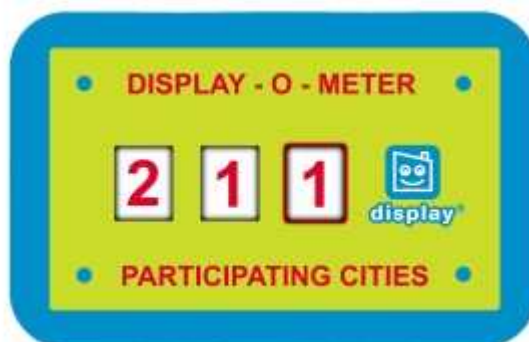 DISPLAY - O - METER
2 1 1
display®
PARTICIPATING CITIES